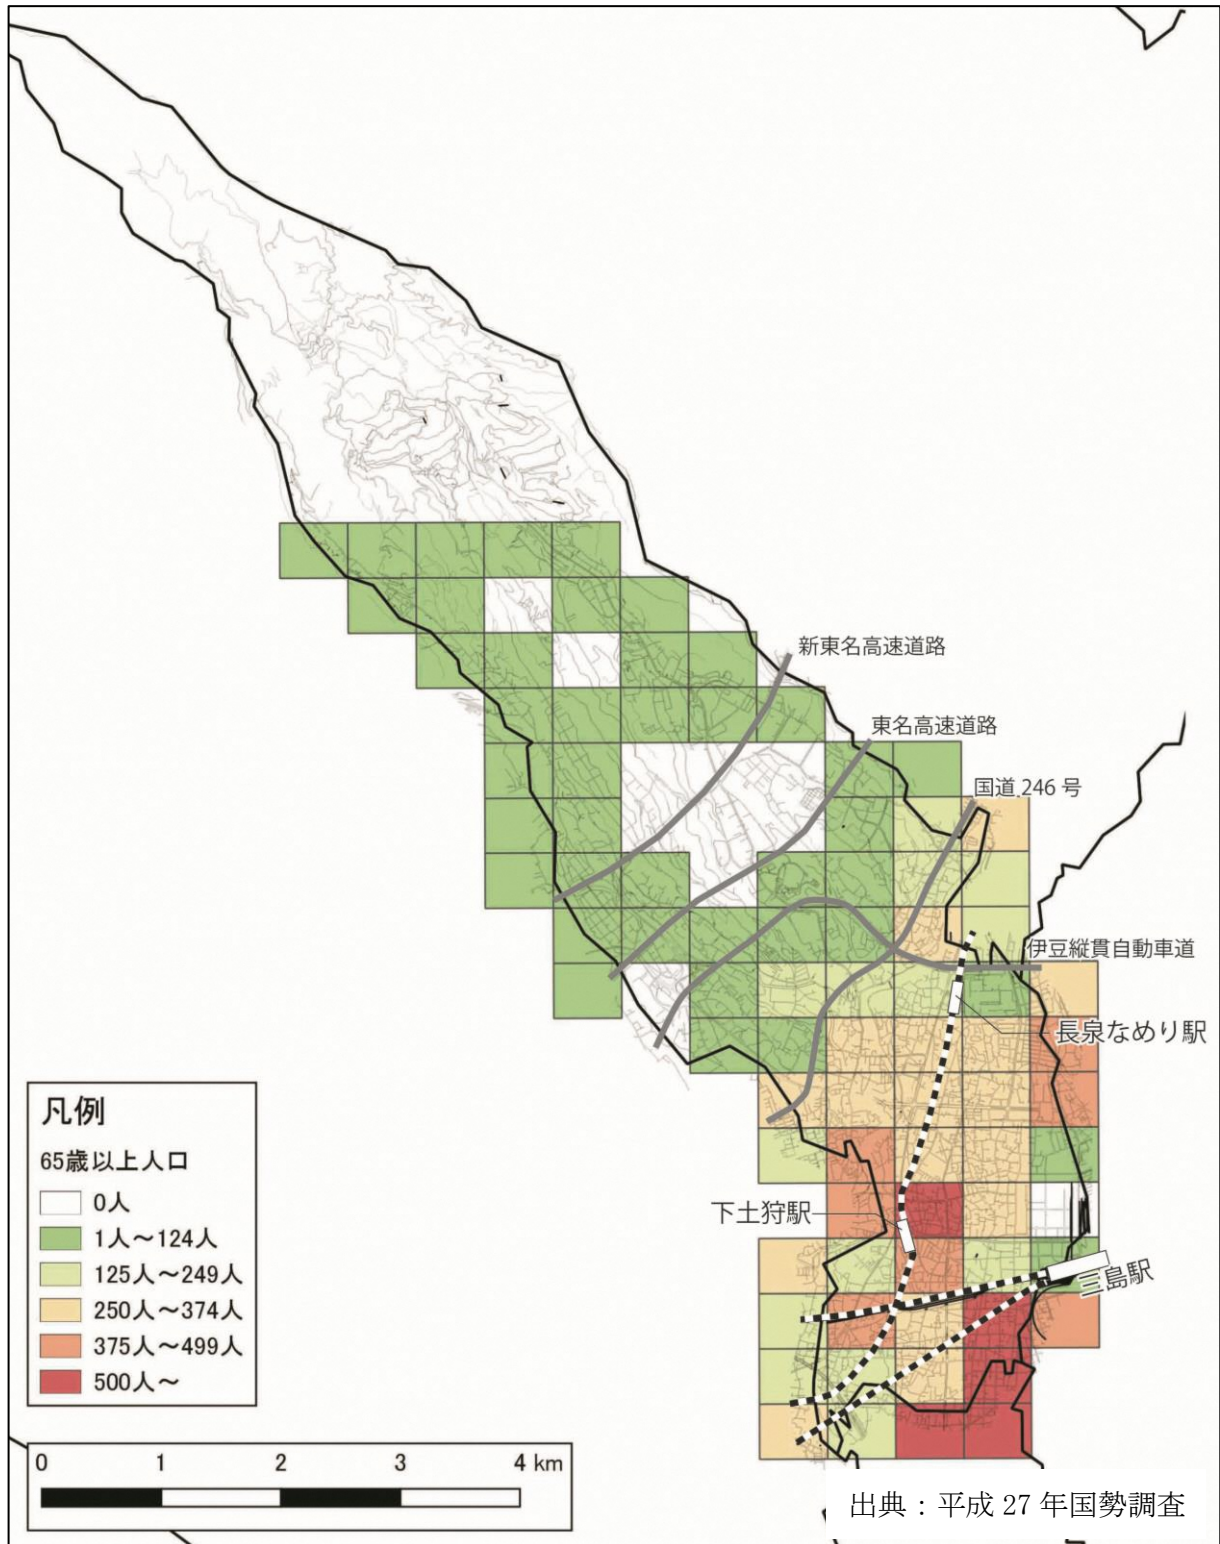 新東名高速道路
東名高速道路
国道 246 号
伊豆縦貫自動車道
長泉なめり駅
下土狩駅
三島駅
凡例
65歳以上人口
0人
1人～124人
125人～249人
250人～374人
375人～499人
500人～
0 1 2 3 4 km
出典：平成 27 年国勢調査